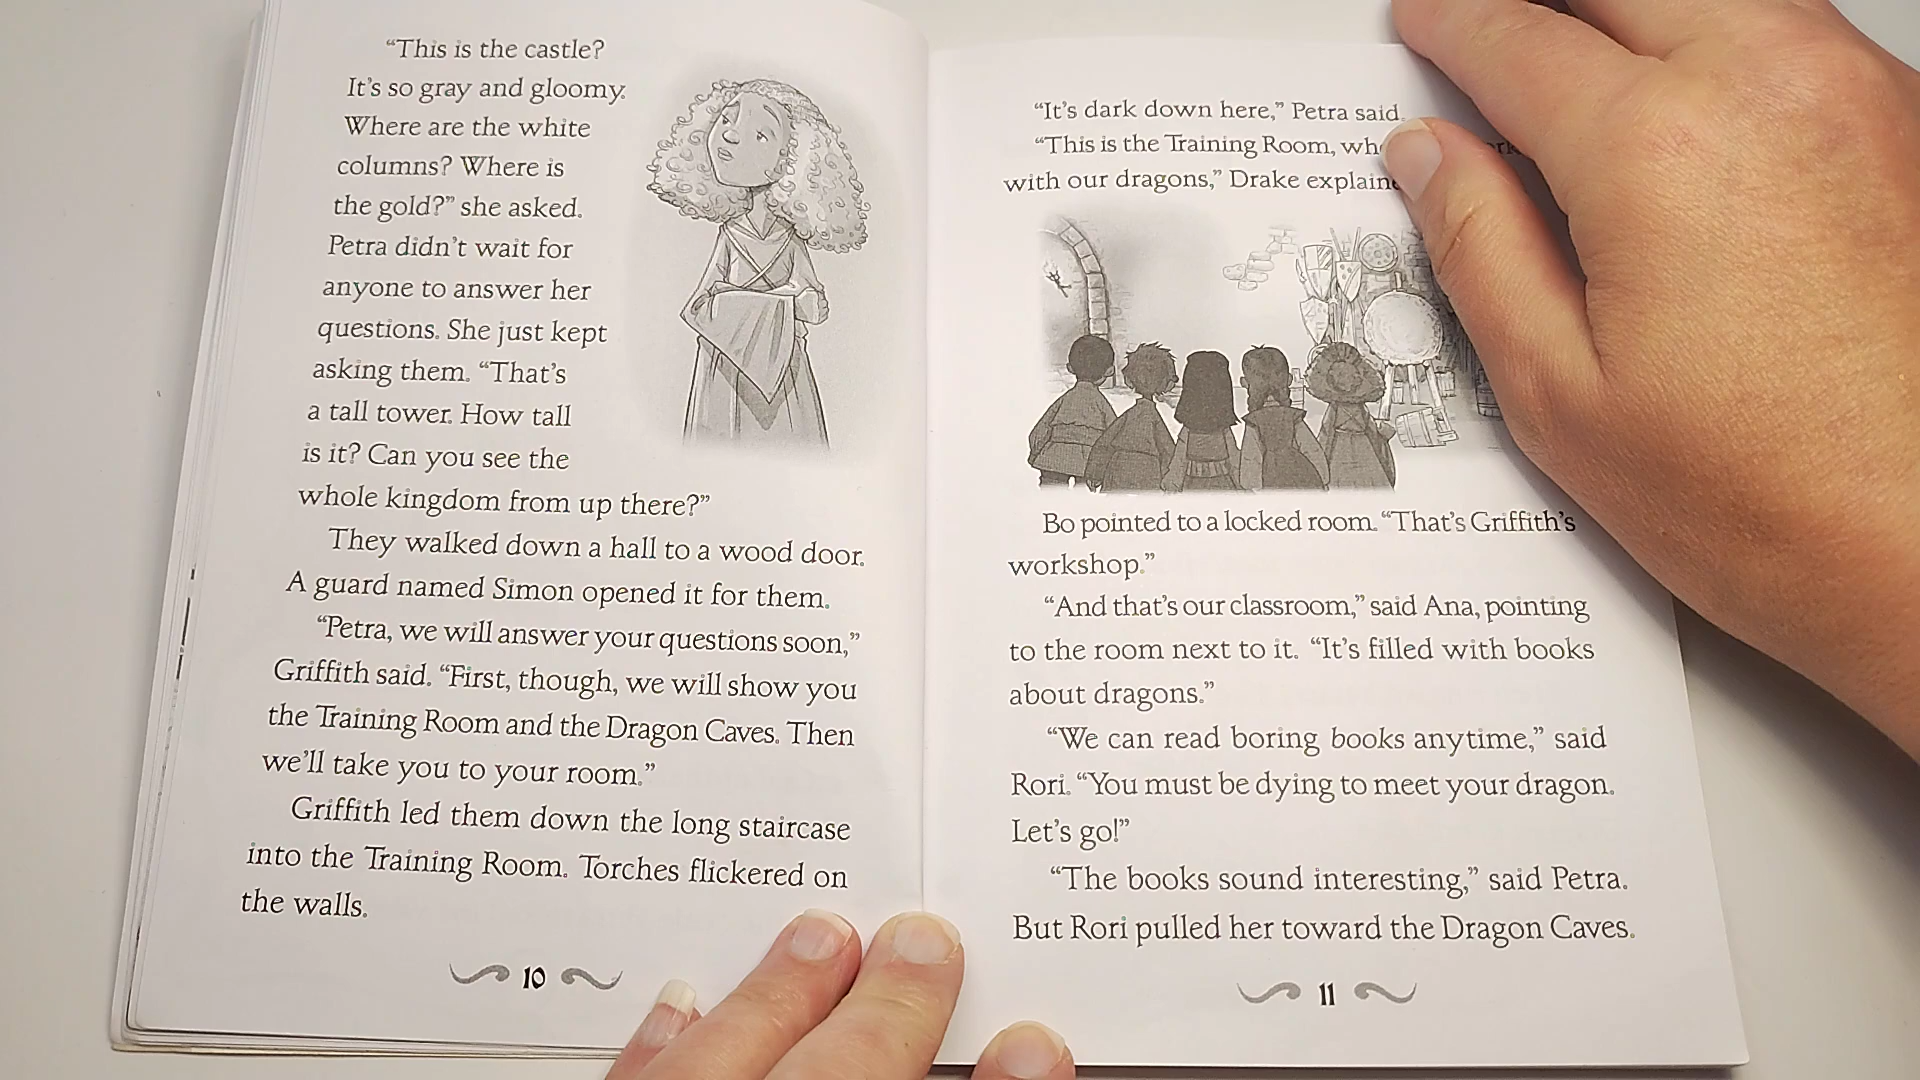 “This is the castle?
It’s so gray and gloomy.
Where are the white
columns? Where is
the gold?” she asked.
Petra didn’t wait for
anyone to answer her
questions. She just kept
asking them. “That’s
a tall tower. How tall
is it? Can you see the
whole kingdom from up there?”
They walked down a hall to a wood door.
A guard named Simon opened it for them.
“Petra, we will answer your questions soon,”
Griffith said. “First, though, we will show you
the Training Room and the Dragon Caves. Then
we’ll take you to your room.”
Griffith led them down the long staircase
into the Training Room. Torches flickered on
the walls.
10
“It’s dark down here,” Petra said.
“This is the Training Room,
with our dragons,” Drake
Bo pointed to a locked room. “That’s Griffith’s
workshop.”
“And that’s our classroom,” said Ana, pointing
to the room next to it. “It’s filled with books
about dragons.”
“We can read boring books anytime,” said
Rori. “You must be dying to meet your dragon.
Let’s go!”
“The books sound interesting,” said Petra.
But Rori pulled her toward the Dragon Caves.
11